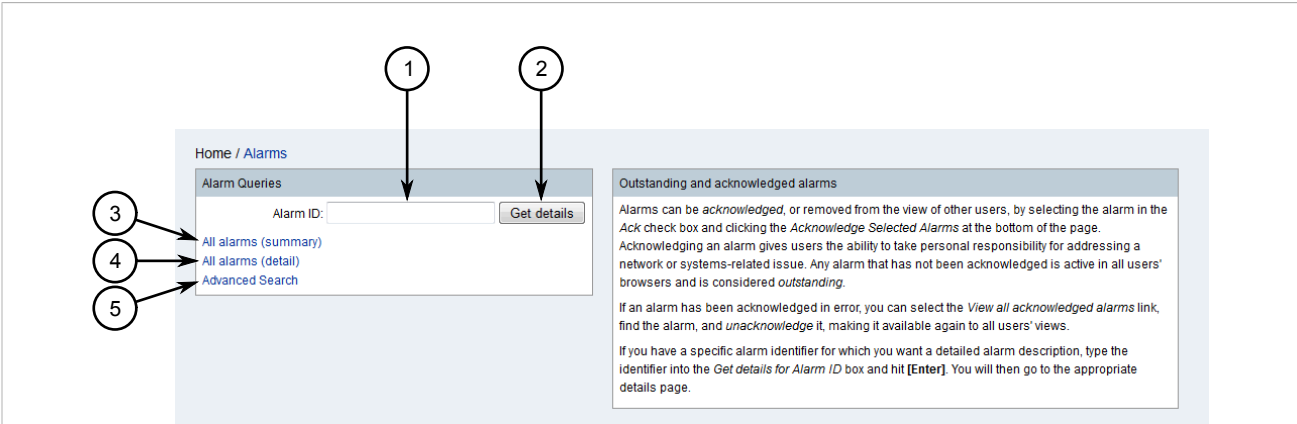 1 2
Home / Alarms
Alarm Queries
Alarm ID: Get details
3
All alarms (summary)
4
All alarms (detail)
5
Advanced Search
Outstanding and acknowledged alarms
Alarms can be acknowledged, or removed from the view of other users, by selecting the alarm in the
Ack check box and clicking the Acknowledge Selected Alarms at the bottom of the page.
Acknowledging an alarm gives users the ability to take personal responsibility for addressing a
network or systems-related issue. Any alarm that has not been acknowledged is active in all users'
browsers and is considered outstanding.
If an alarm has been acknowledged in error, you can select the View all acknowledged alarms link,
find the alarm, and unacknowledge it, making it available again to all users' views.
If you have a specific alarm identifier for which you want a detailed alarm description, type the
identifier into the Get details for Alarm ID box and hit [Enter]. You will then go to the appropriate
details page.